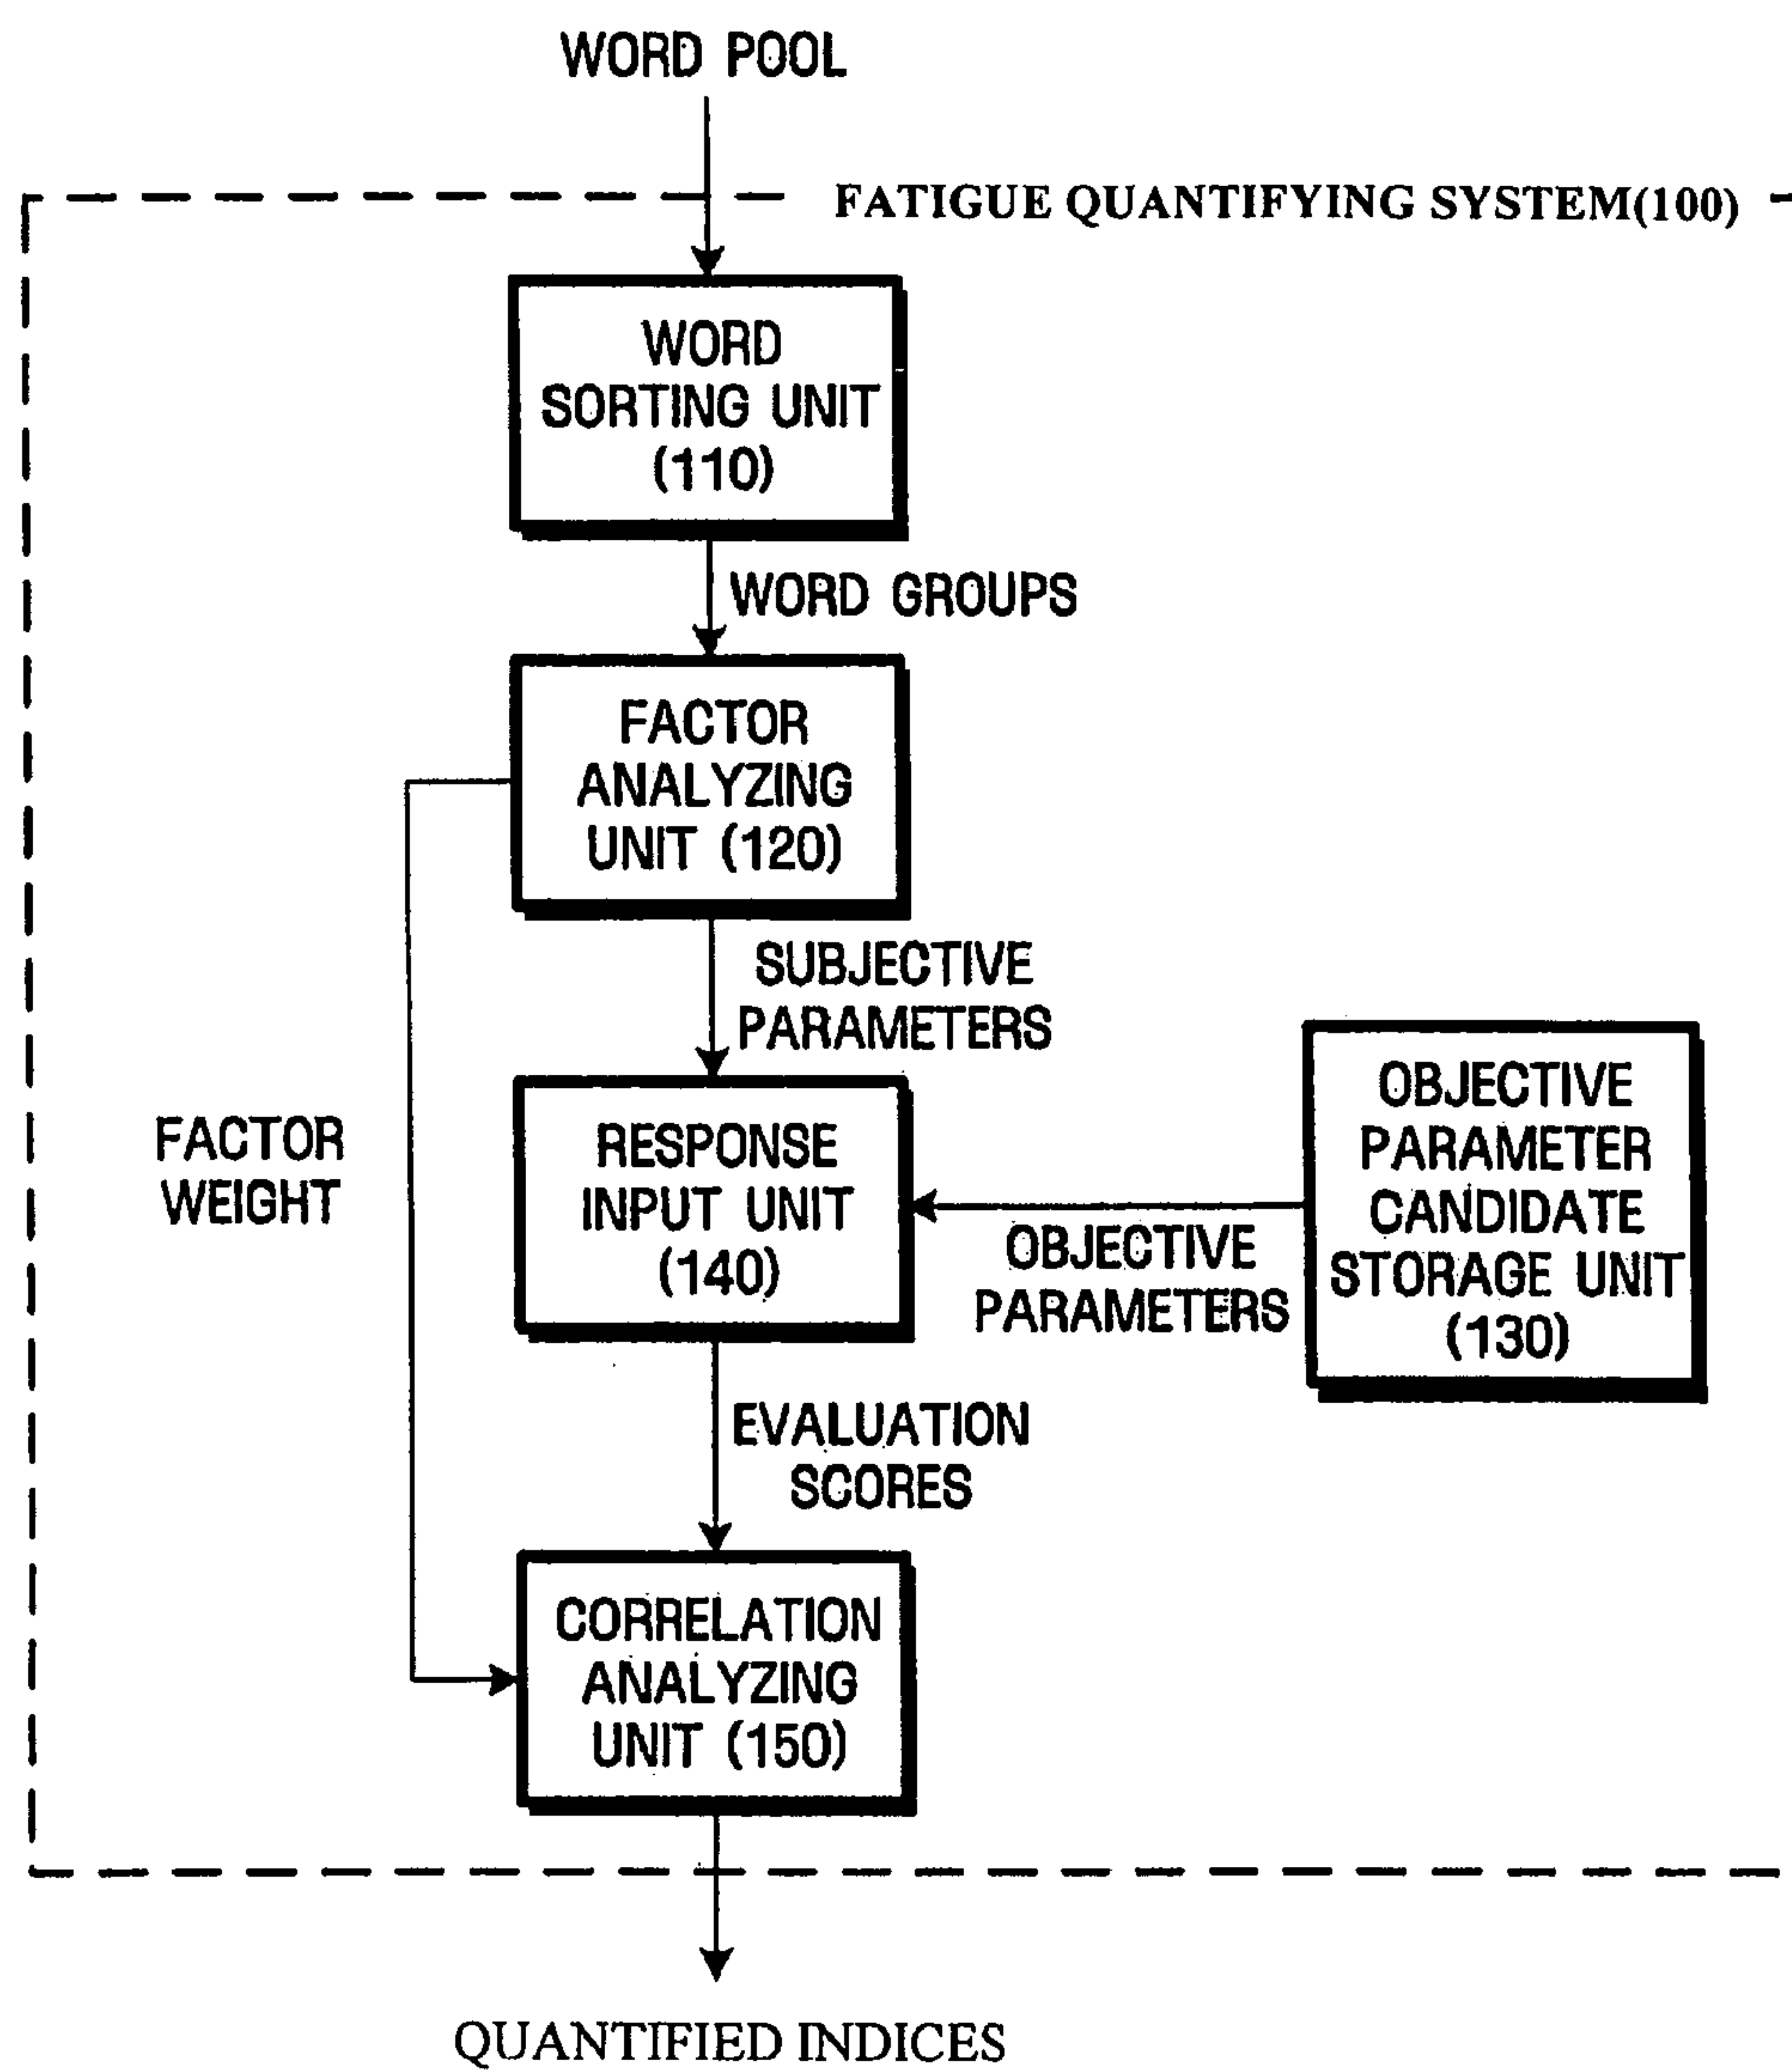 WORD POOL
FATIGUE QUANTIFYING SYSTEM(100)
WORD
SORTING UNIT
(110)
WORD GROUPS
FACTOR
ANALYZING
UNIT (120)
SUBJECTIVE
PARAMETERS
FACTOR
WEIGHT
RESPONSE
INPUT UNIT
(140)
OBJECTIVE
PARAMETERS
OBJECTIVE
PARAMETER
CANDIDATE
STORAGE UNIT
(130)
EVALUATION
SCORES
CORRELATION
ANALYZING
UNIT (150)
QUANTIFIED INDICES